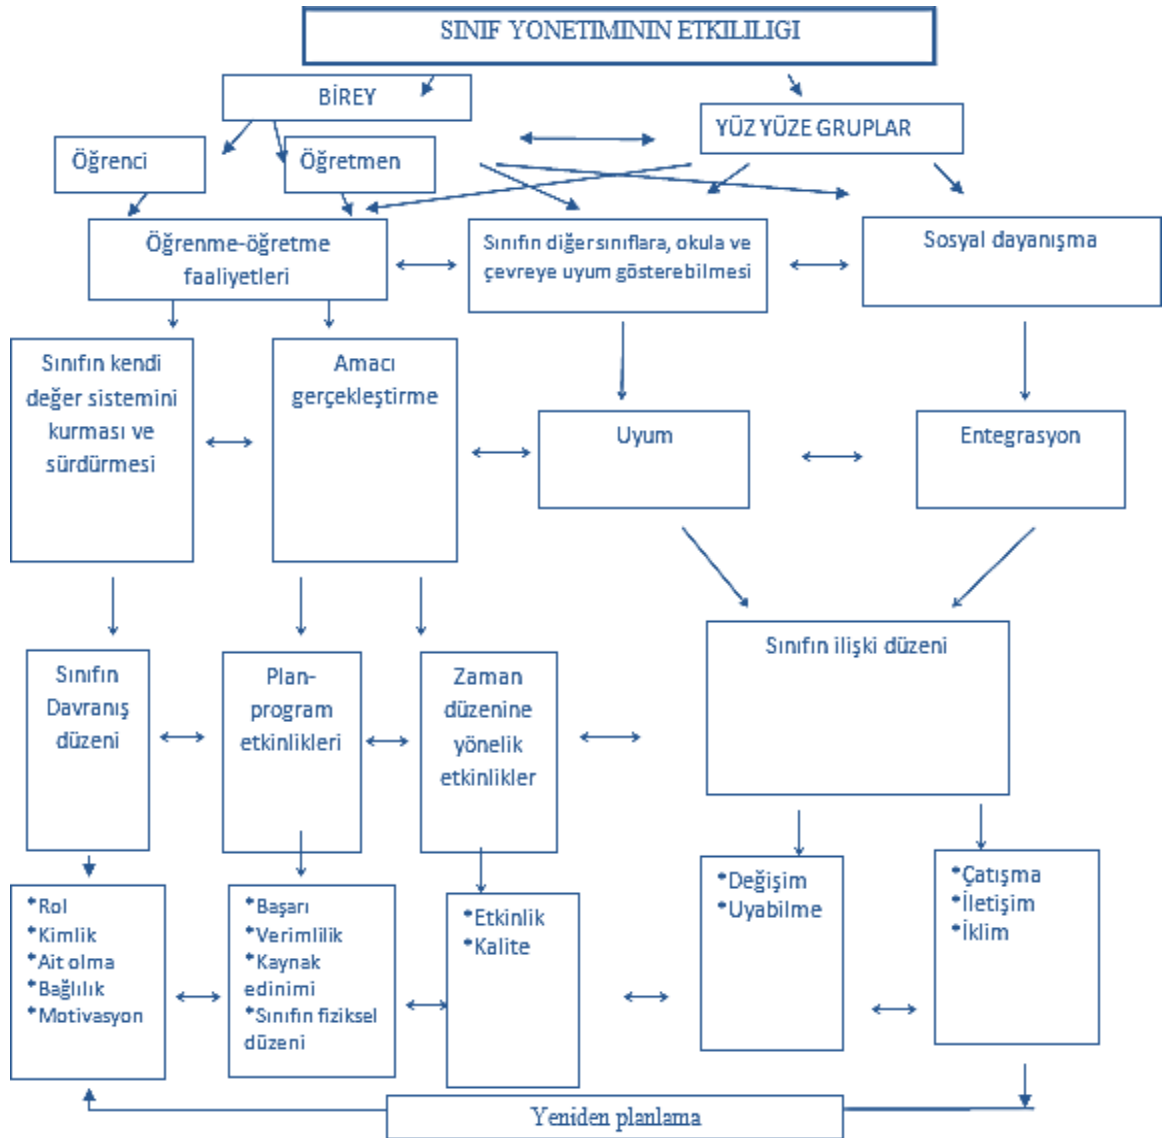 SINIF YONETIMININ ETKILILIGI
BİREY
YÜZ YÜZE GRUPLAR
Öğrenci
Öğretmen
Öğrenme-öğretme
faaliyetleri
Sınıfın diğer sınıflara, okula ve
çevreye uyum gösterebilmesi
Sosyal dayanışma
Sınıfın kendi
değer sistemini
kurması ve
sürdürmesi
Amacı
gerçekleştirme
Uyum
Entegrasyon
Sınıfın
Davranış
düzeni
Plan-
program
etkinlikleri
Zaman
düzenine
yönelik
etkinlikler
Sınıfın ilişki düzeni
*Rol
*Kimlik
*Ait olma
*Bağlılık
*Motivasyon
*Başarı
*Verimlilik
*Kaynak
edinimi
*Sınıfın fiziksel
düzeni
*Etkinlik
*Kalite
*Değişim
*Uyabilme
*Çatışma
*İletişim
*İklim
Yeniden planlama